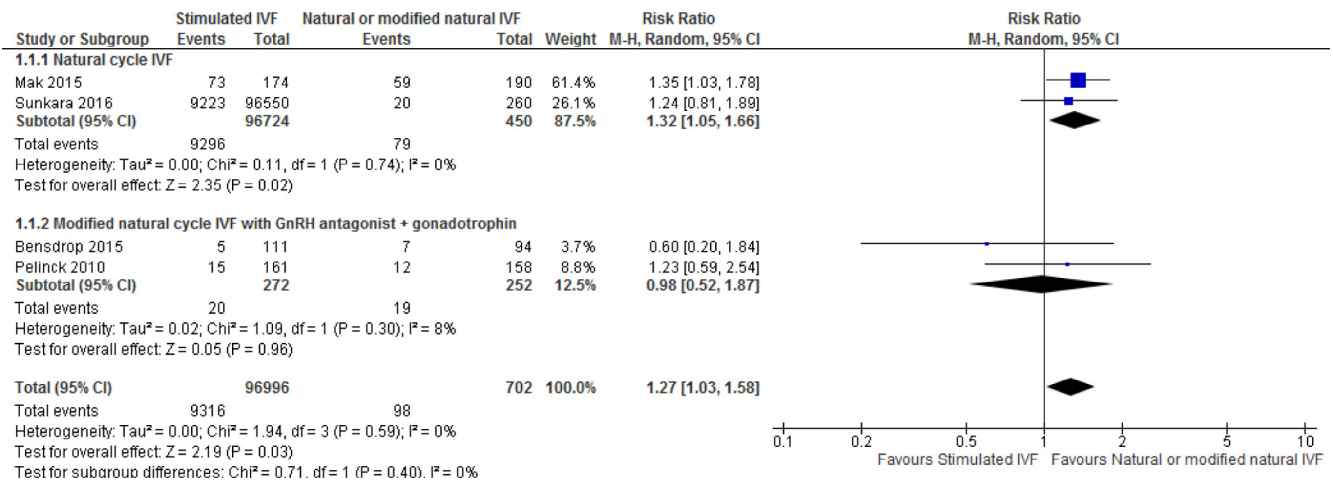 Stimulated IVF Natural or modified natural IVF Risk Ratio Risk Ratio
Study or Subgroup Events Total Events Total Weight M-H, Random, 95% CI M-H, Random, 95% CI
1.1.1 Natural cycle IVF
Mak 2015 73 174 59 190 61.4% 1.35 [1.03, 1.78]
Sunkara 2016 9223 96550 20 260 26.1% 1.24 [0.81, 1.89]
Subtotal (95% CI) 96724 450 87.5% 1.32 [1.05, 1.66]
Total events 9296 79
Heterogeneity: Tau² = 0.00; Chi² = 0.11, df = 1 (P = 0.74); I² = 0%
Test for overall effect: Z = 2.35 (P = 0.02)
1.1.2 Modified natural cycle IVF with GnRH antagonist + gonadotrophin
Bensdrop 2015 5 111 7 94 3.7% 0.60 [0.20, 1.84]
Pelinck 2010 15 161 12 158 8.8% 1.23 [0.59, 2.54]
Subtotal (95% CI) 272 252 12.5% 0.98 [0.52, 1.87]
Total events 20 19
Heterogeneity: Tau² = 0.02; Chi² = 1.09, df = 1 (P = 0.30); I² = 8%
Test for overall effect: Z = 0.05 (P = 0.96)
Total (95% CI) 96996 702 100.0% 1.27 [1.03, 1.58]
Total events 9316 98
Heterogeneity: Tau² = 0.00; Chi² = 1.94, df = 3 (P = 0.59); I² = 0%
Test for overall effect: Z = 2.19 (P = 0.03)
Test for subgroup differences: Chi² = 0.71, df = 1 (P = 0.40), I² = 0%
0.1 0.2 0.5 1 2 5 10
Favours Stimulated IVF Favours Natural or modified natural IVF